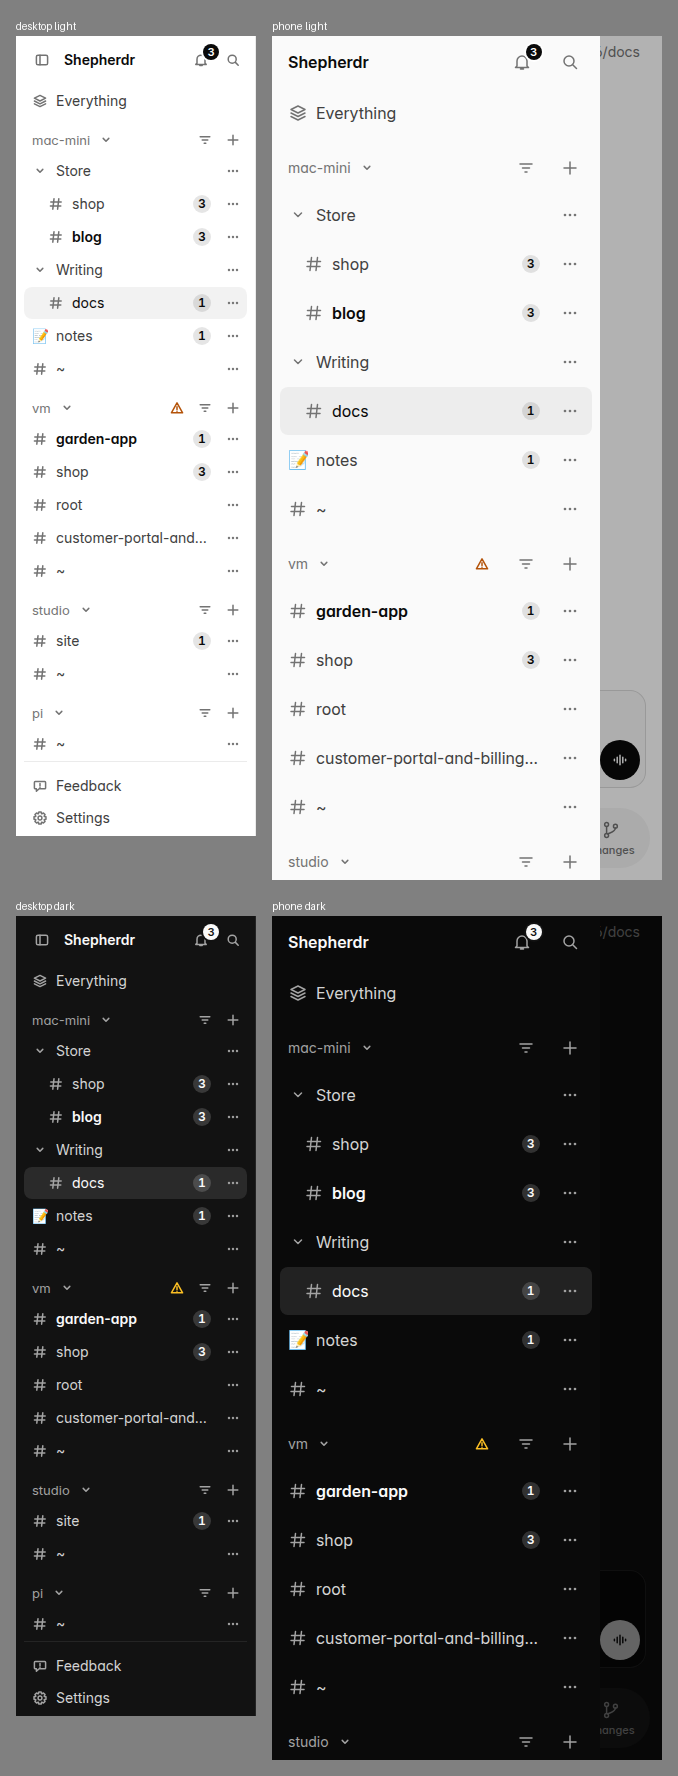 desktop light
Shepherdr
3
Everything
mac-mini
Store
shop
3
blog
3
Writing
docs
1
notes
1
~
vm
garden-app
1
shop
3
root
customer-portal-and...
~
studio
site
1
~
pi
~
Feedback
Settings
phone light
Shepherdr
3
/docs
Everything
mac-mini
Store
shop
3
blog
3
Writing
docs
1
notes
1
~
vm
garden-app
1
shop
3
root
customer-portal-and-billing...
~
anges
studio
desktop dark
Shepherdr
3
Everything
mac-mini
Store
shop
3
blog
3
Writing
docs
1
notes
1
~
vm
garden-app
1
shop
3
root
customer-portal-and...
~
studio
site
1
~
pi
~
Feedback
Settings
phone dark
Shepherdr
3
/docs
Everything
mac-mini
Store
shop
3
blog
3
Writing
docs
1
notes
1
~
vm
garden-app
1
shop
3
root
customer-portal-and-billing...
~
anges
studio